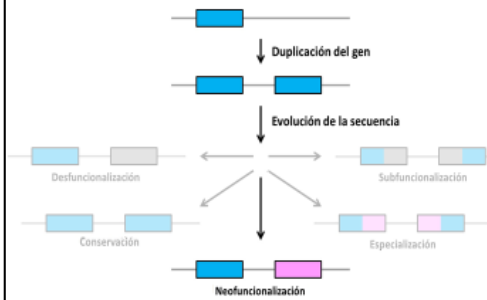 Duplicación del gen
Evolución de la secuencia
Desfuncionalización
Subfuncionalización
Conservación
Especialización
Neofuncionalización